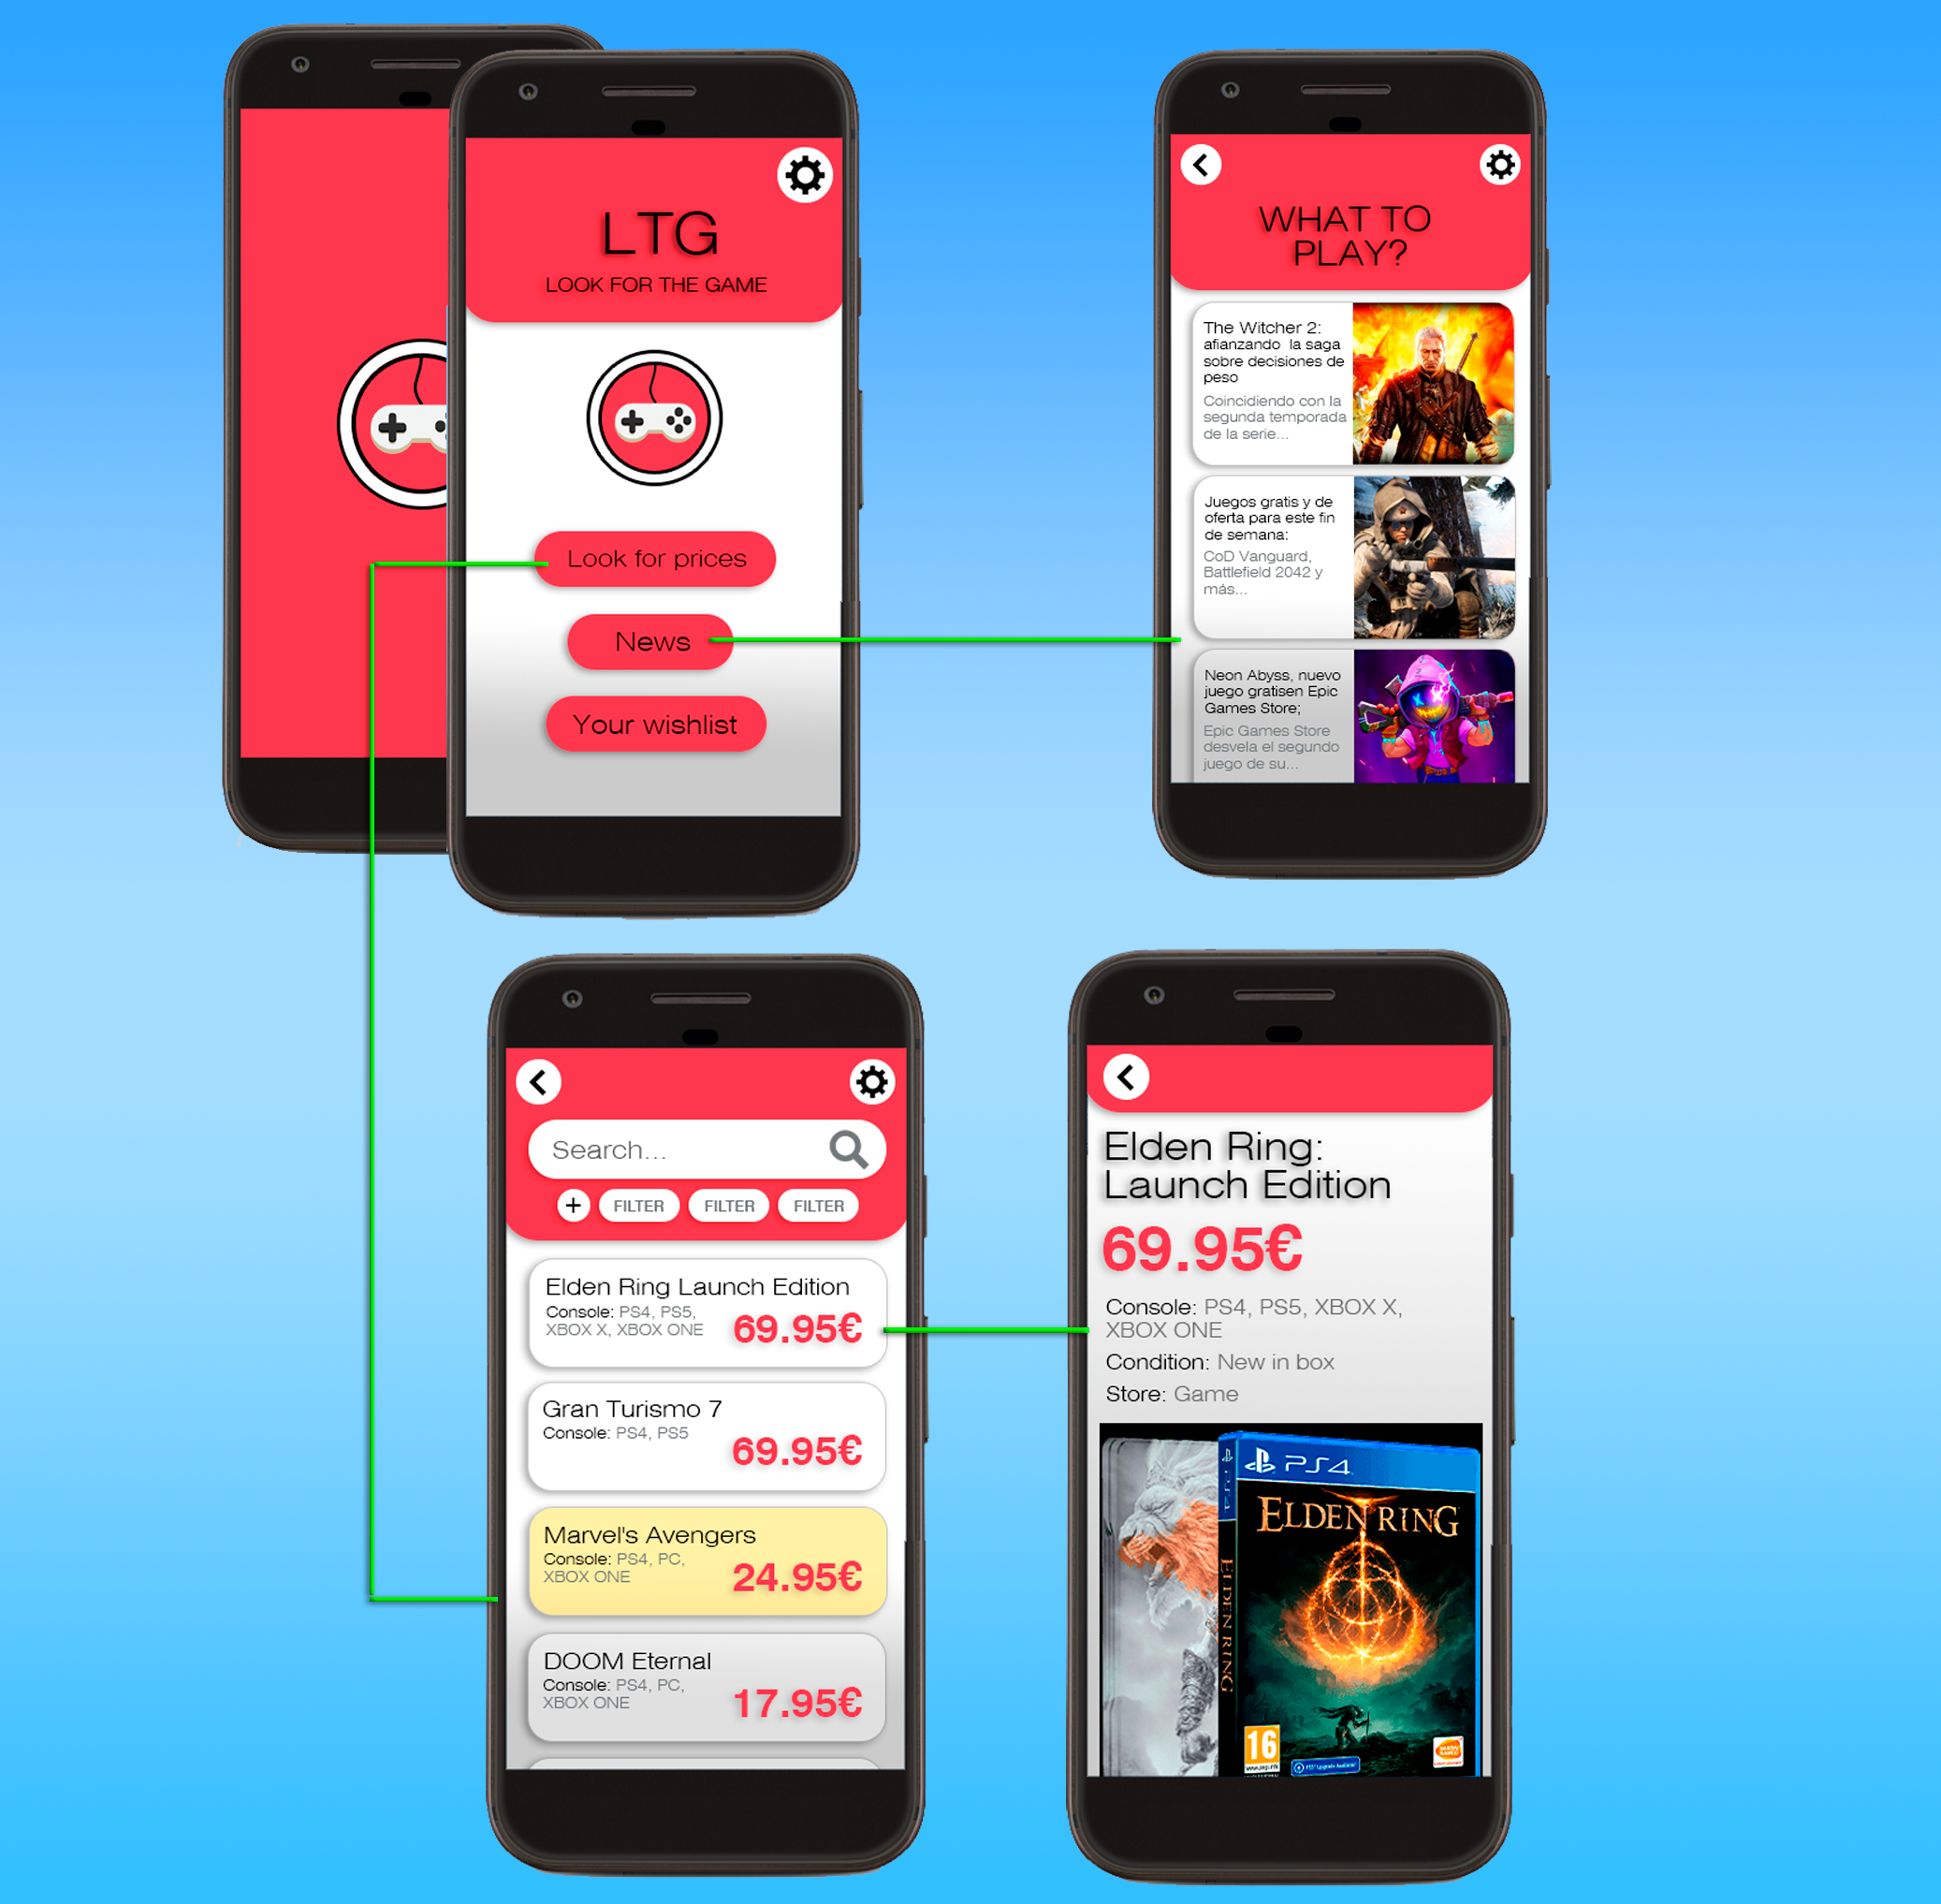 LTG
LOOK FOR THE GAME
Look for prices
News
Your wishlist
WHAT TO
PLAY?
The Witcher 2:
afianzando la saga
sobre decisiones de
peso
Coincidiendo con la
segunda temporada
de la serie...
Juegos gratis y de
oferta para este fin
de semana:
CoD Vanguard,
Battlefield 2042 y
más...
Neon Abyss, nuevo
juego gratisen Epic
Games Store;
Epic Games Store
desvela el segundo
juego de su...
Search...
+ FILTER FILTER FILTER
Elden Ring Launch Edition
Console: PS4, PS5,
XBOX X, XBOX ONE
69.95€
Gran Turismo 7
Console: PS4, PS5
69.95€
Marvel's Avengers
Console: PS4, PC,
XBOX ONE
24.95€
DOOM Eternal
Console: PS4, PC,
XBOX ONE
17.95€
Elden Ring:
Launch Edition
69.95€
Console: PS4, PS5, XBOX X,
XBOX ONE
Condition: New in box
Store: Game
PS4
PS4
ELDEN RING
ELDEN RING
16